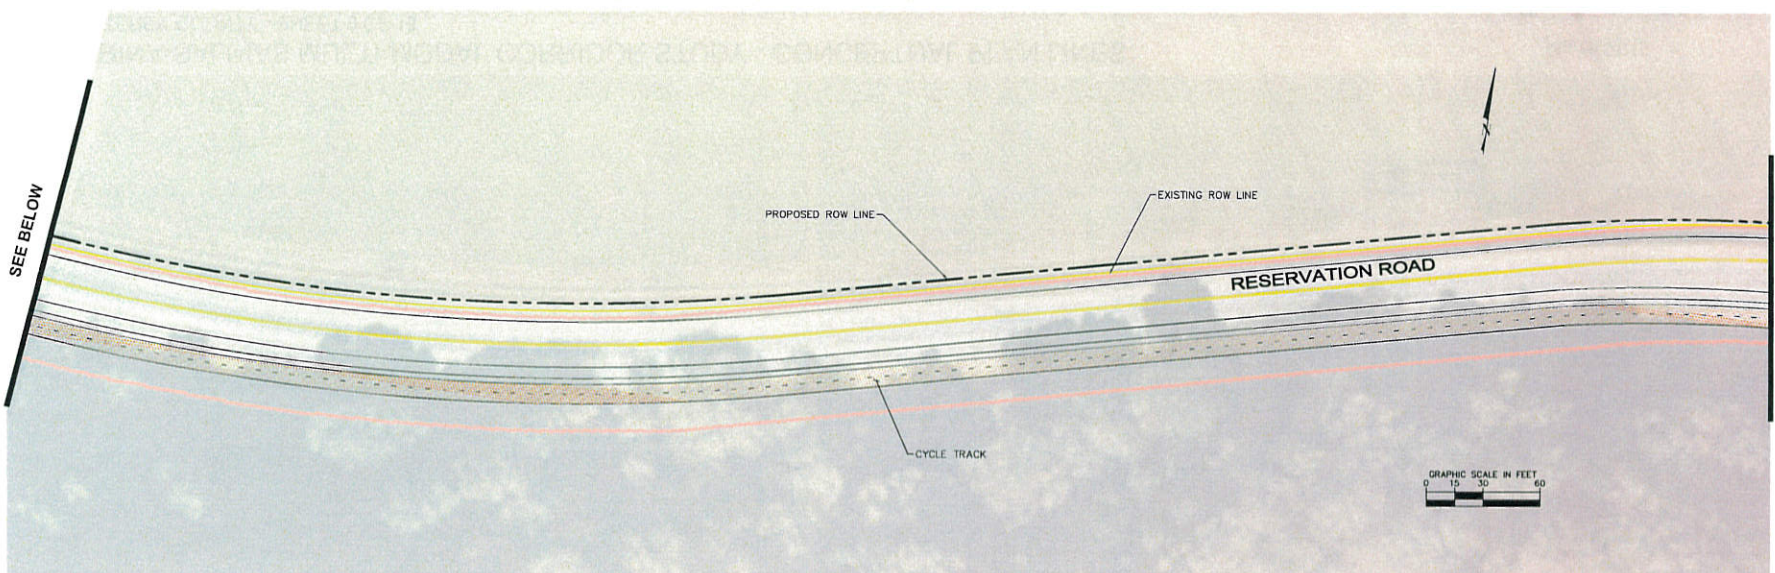 SEE BELOW
PROPOSED ROW LINE
EXISTING ROW LINE
RESERVATION ROAD
CYCLE TRACK
GRAPHIC SCALE IN FEET
0 15 30 60